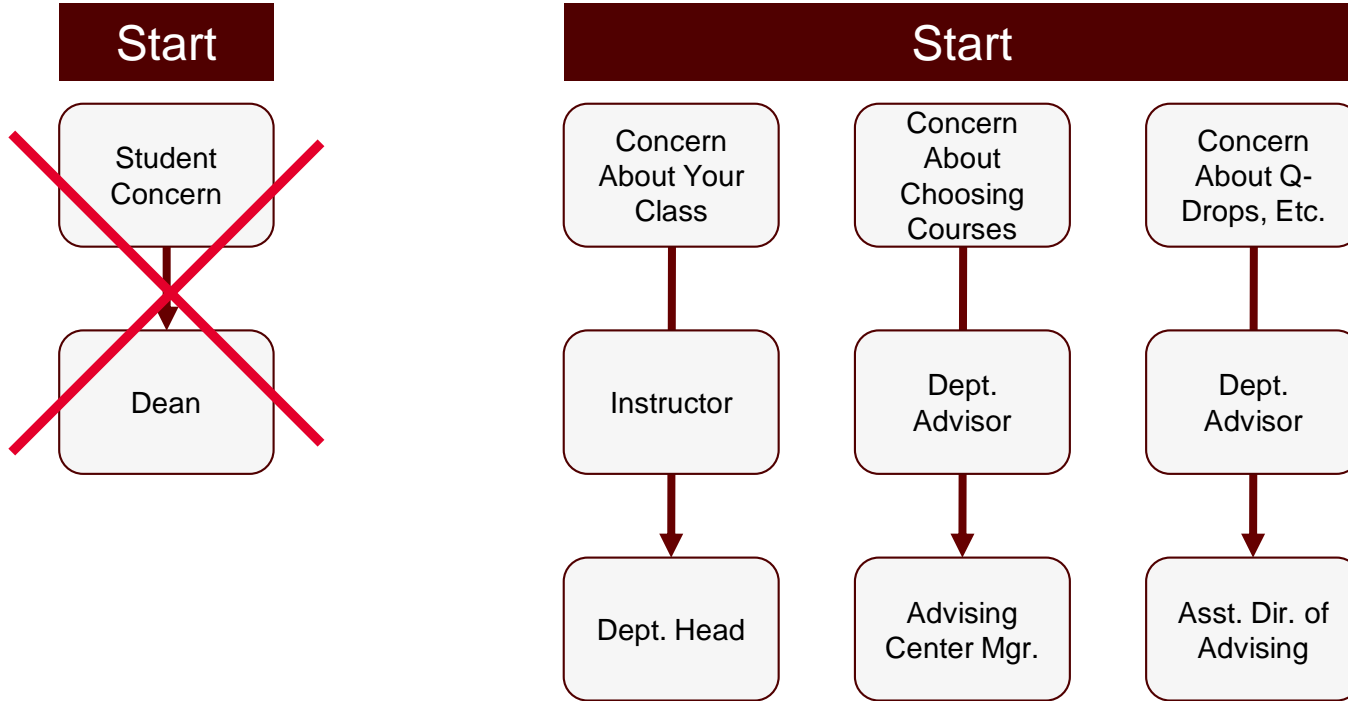 Start
Student
Concern
Dean
Start
Concern
About Your
Class
Instructor
Dept. Head
Concern
About
Choosing
Courses
Dept.
Advisor
Advising
Center Mgr.
Concern
About Q-
Drops, Etc.
Dept.
Advisor
Asst. Dir. of
Advising